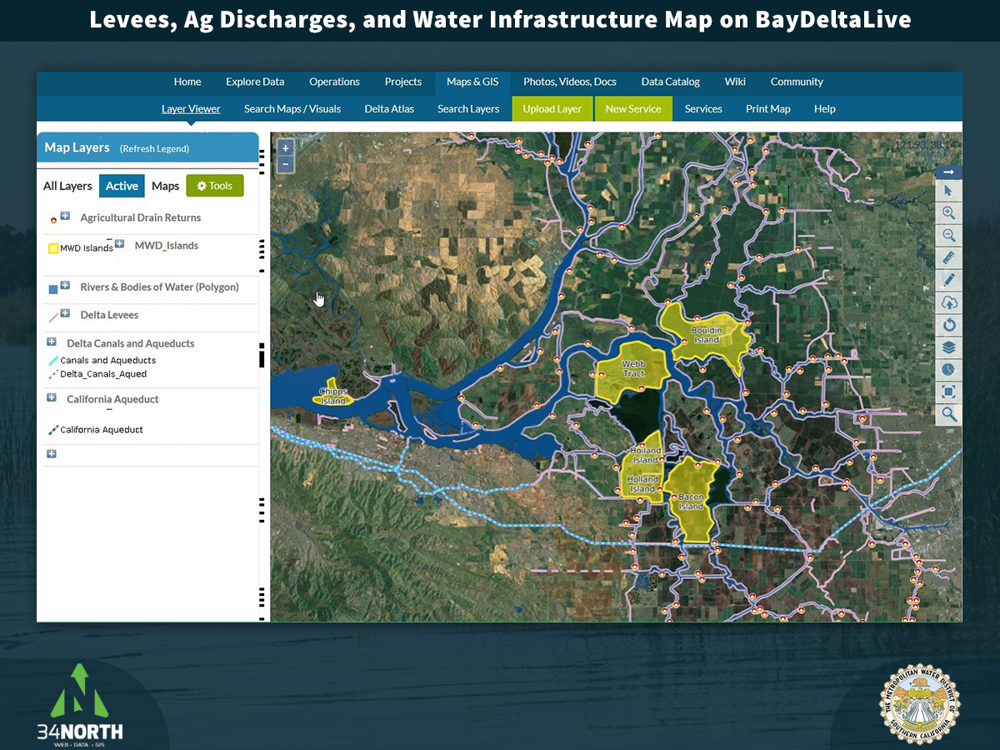 Levees, Ag Discharges, and Water Infrastructure Map on BayDeltaLive
Home Explore Data Operations Projects Maps & GIS Photos, Videos, Docs Data Catalog Wiki Community
Layer Viewer Search Maps / Visuals Delta Atlas Search Layers Upload Layer New Service Services Print Map Help
Map Layers (Refresh Legend)
All Layers Active Maps Tools
Agricultural Drain Returns
MWD Islands MWD_Islands
Rivers & Bodies of Water (Polygon)
Delta Levees
Delta Canals and Aqueducts
Canals and Aqueducts
Delta_Canals_Aqued
California Aqueduct
California Aqueduct
+
-
Bouldin
Island
Webb
Tract
Chipps
Island
Holland
Island
Holland
Island
Bacon
Island
34NORTH
WEB • DATA • GIS
THE METROPOLITAN WATER DISTRICT OF
SOUTHERN CALIFORNIA